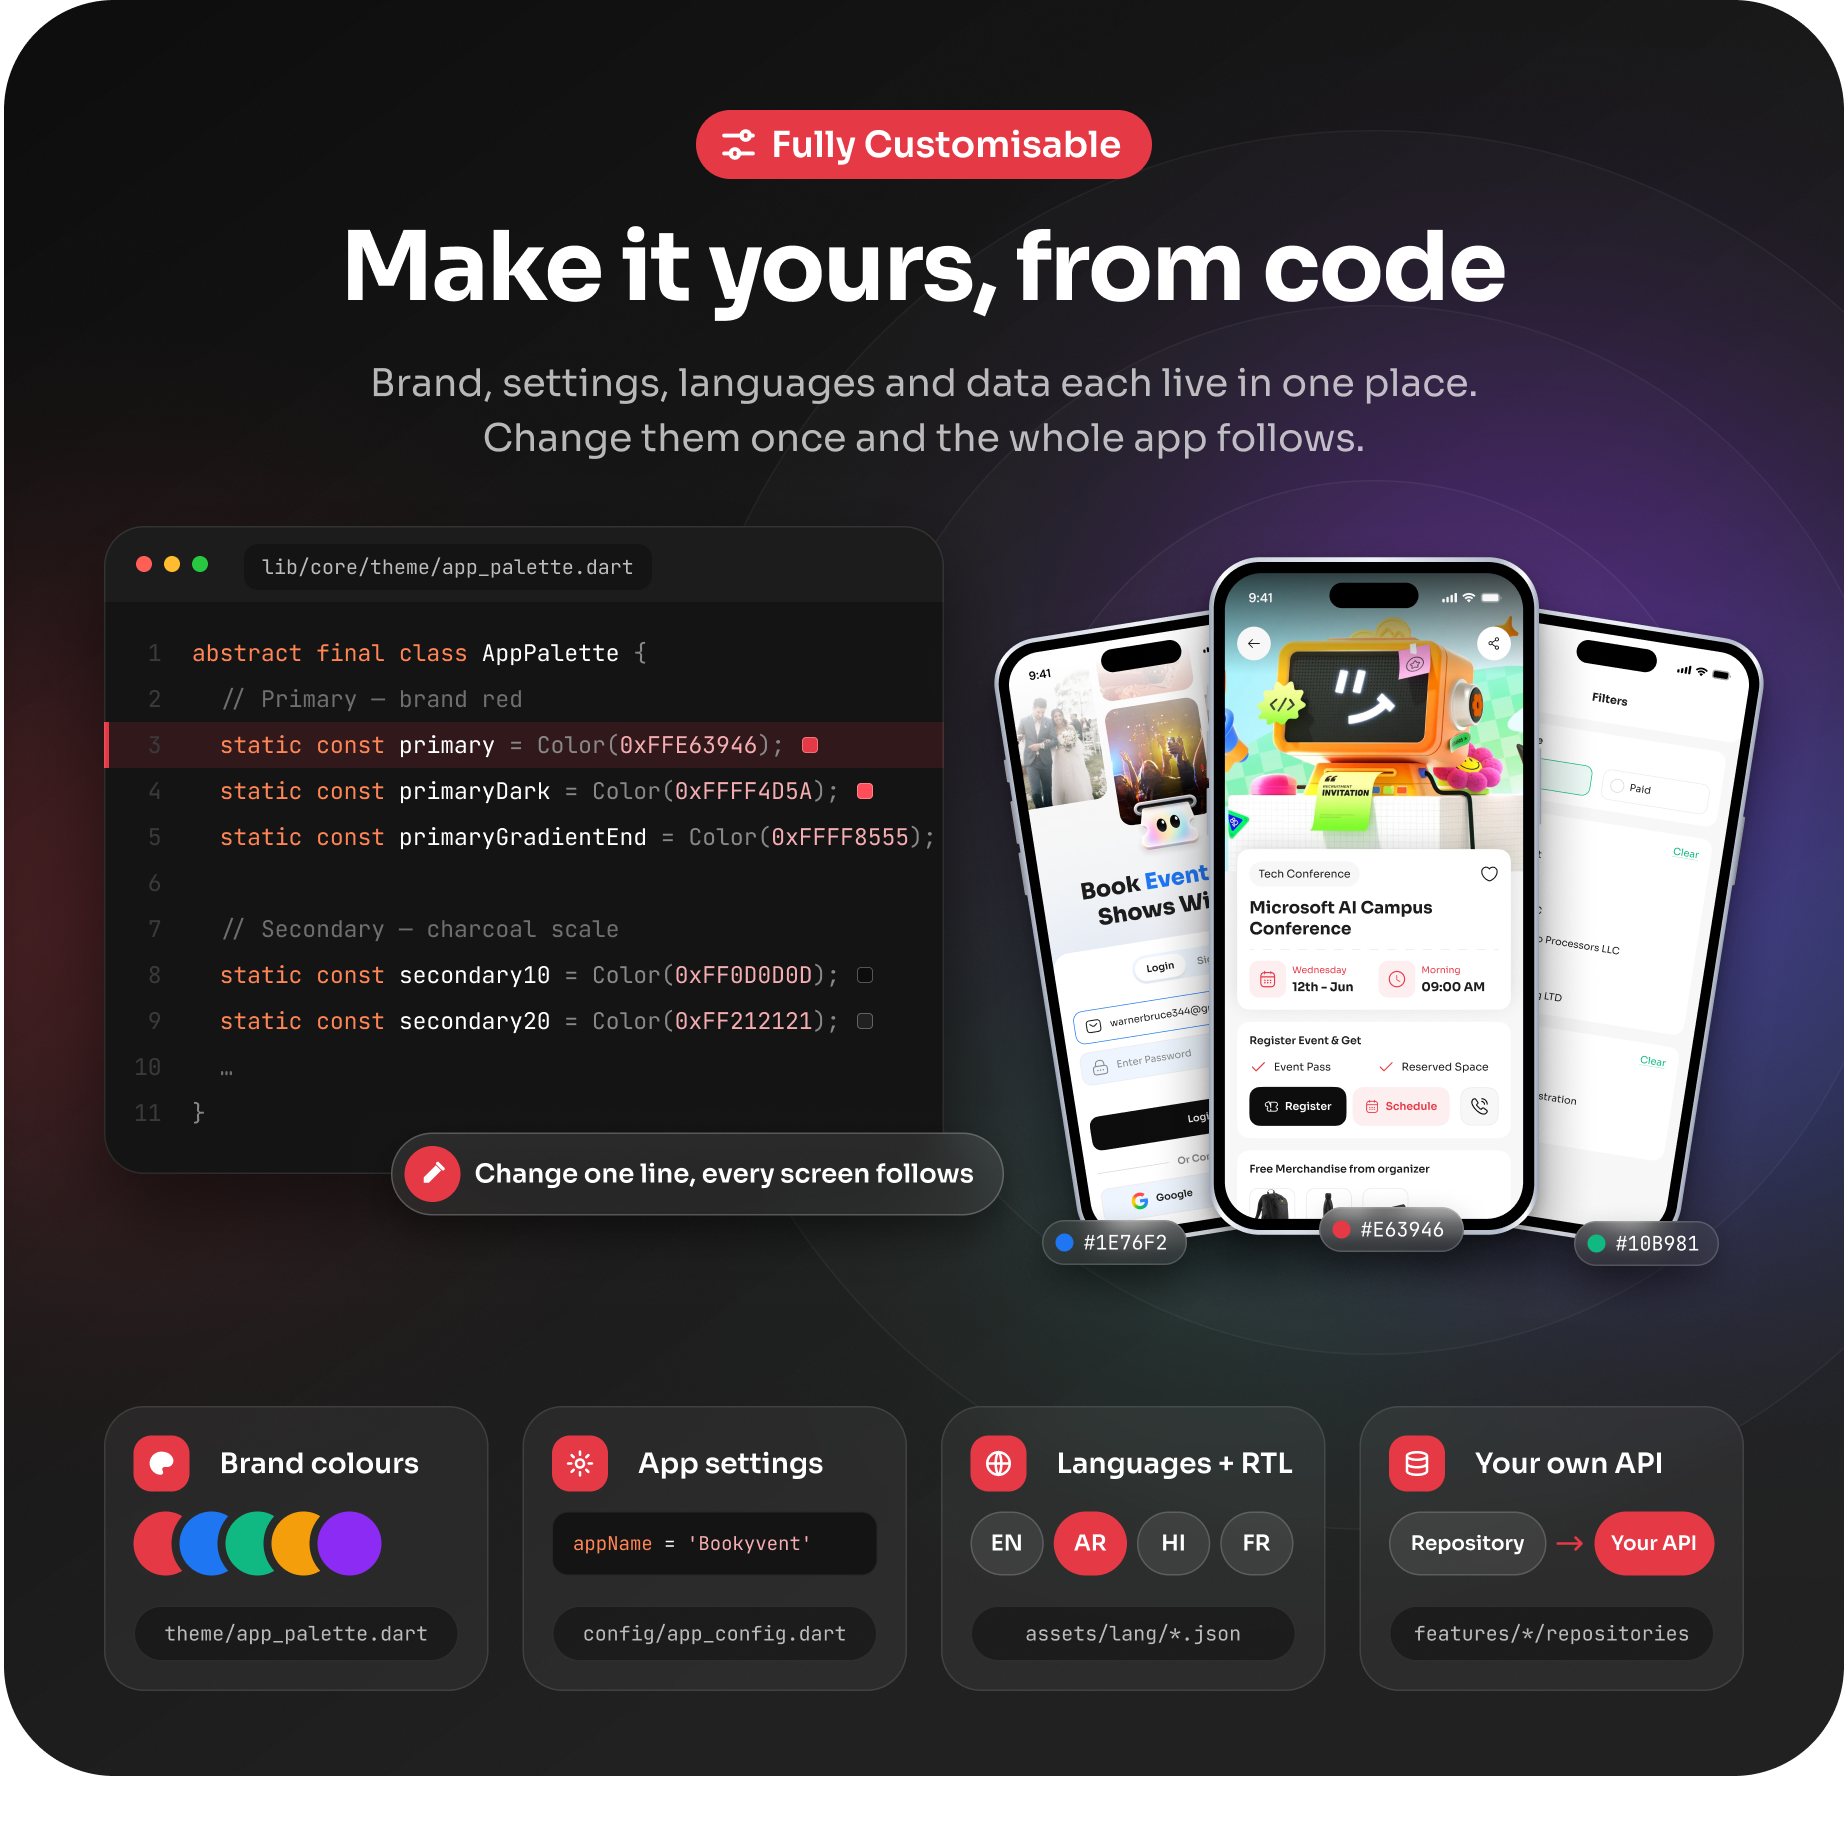 Fully Customisable
Make it yours, from code
Brand, settings, languages and data each live in one place.
Change them once and the whole app follows.
lib/core/theme/app_palette.dart
1 abstract final class AppPalette {
2 // Primary — brand red
3 static const primary = Color(0xFFE63946);
4 static const primaryDark = Color(0xFFFF4D5A);
5 static const primaryGradientEnd = Color(0xFFFF8555);
6
7 // Secondary — charcoal scale
8 static const secondary10 = Color(0xFF0D0D0D);
9 static const secondary20 = Color(0xFF212121);
10 …
11 }
Change one line, every screen follows
9:41
Book Event
Shows Wi
Login
warnerbruce344@g
Enter Password
Logi
Or Con
Google
#1E76F2
9:41
</>
RECRUITMENT
INVITATION
Tech Conference
Microsoft AI Campus
Conference
Wednesday
12th - Jun
Morning
09:00 AM
Register Event & Get
Event Pass
Reserved Space
Register
Schedule
Free Merchandise from organizer
#E63946
Filters
Paid
Clear
Processors LLC
LTD
Clear
stration
#10B981
Brand colours
theme/app_palette.dart
App settings
appName = 'Bookyvent'
config/app_config.dart
Languages + RTL
EN AR HI FR
assets/lang/*.json
Your own API
Repository → Your API
features/*/repositories